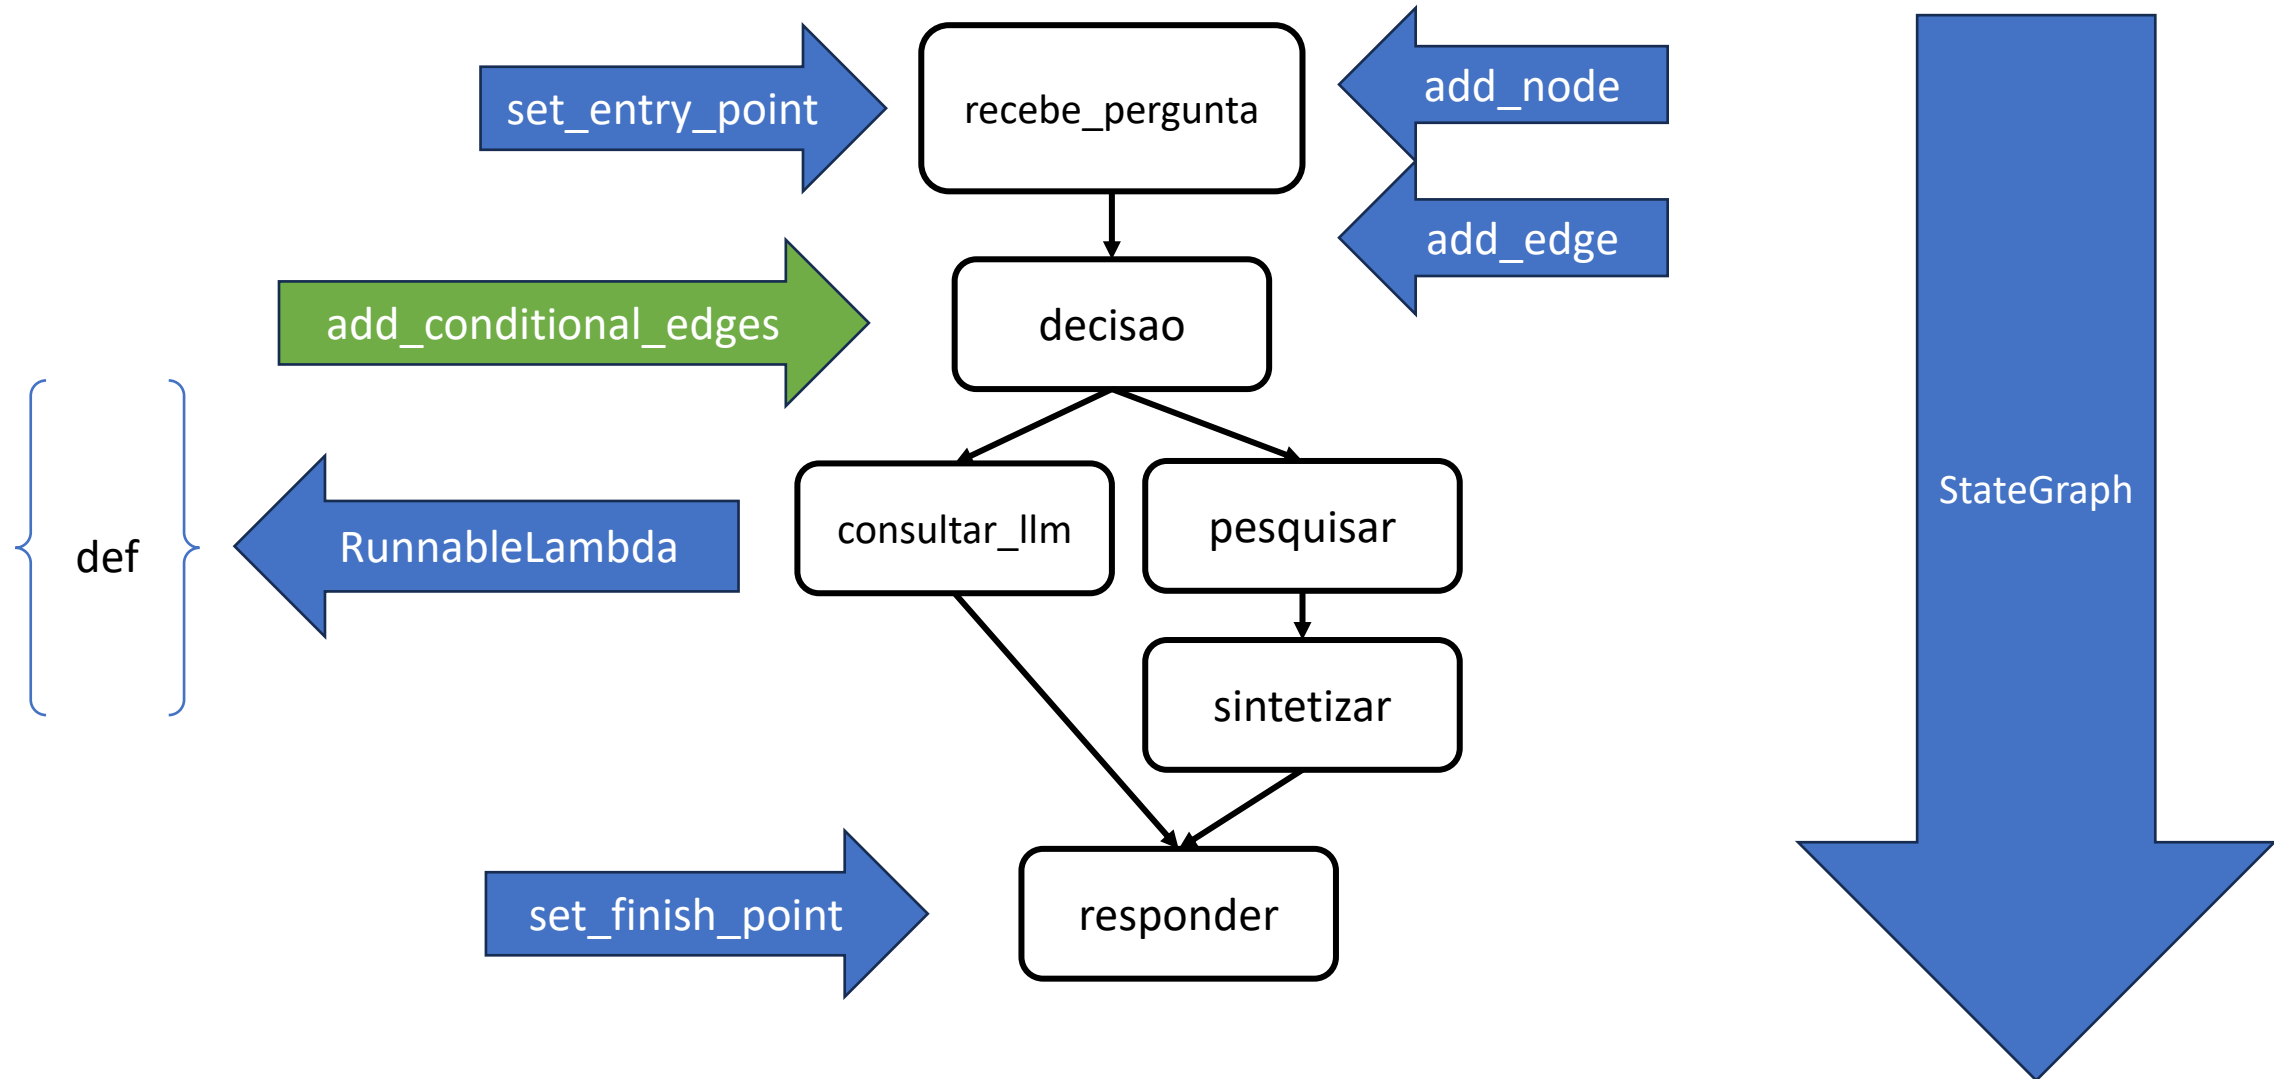 set_entry_point
recebe_pergunta
add_node
add_edge
add_conditional_edges
decisao
def
RunnableLambda
consultar_llm
pesquisar
StateGraph
sintetizar
set_finish_point
responder